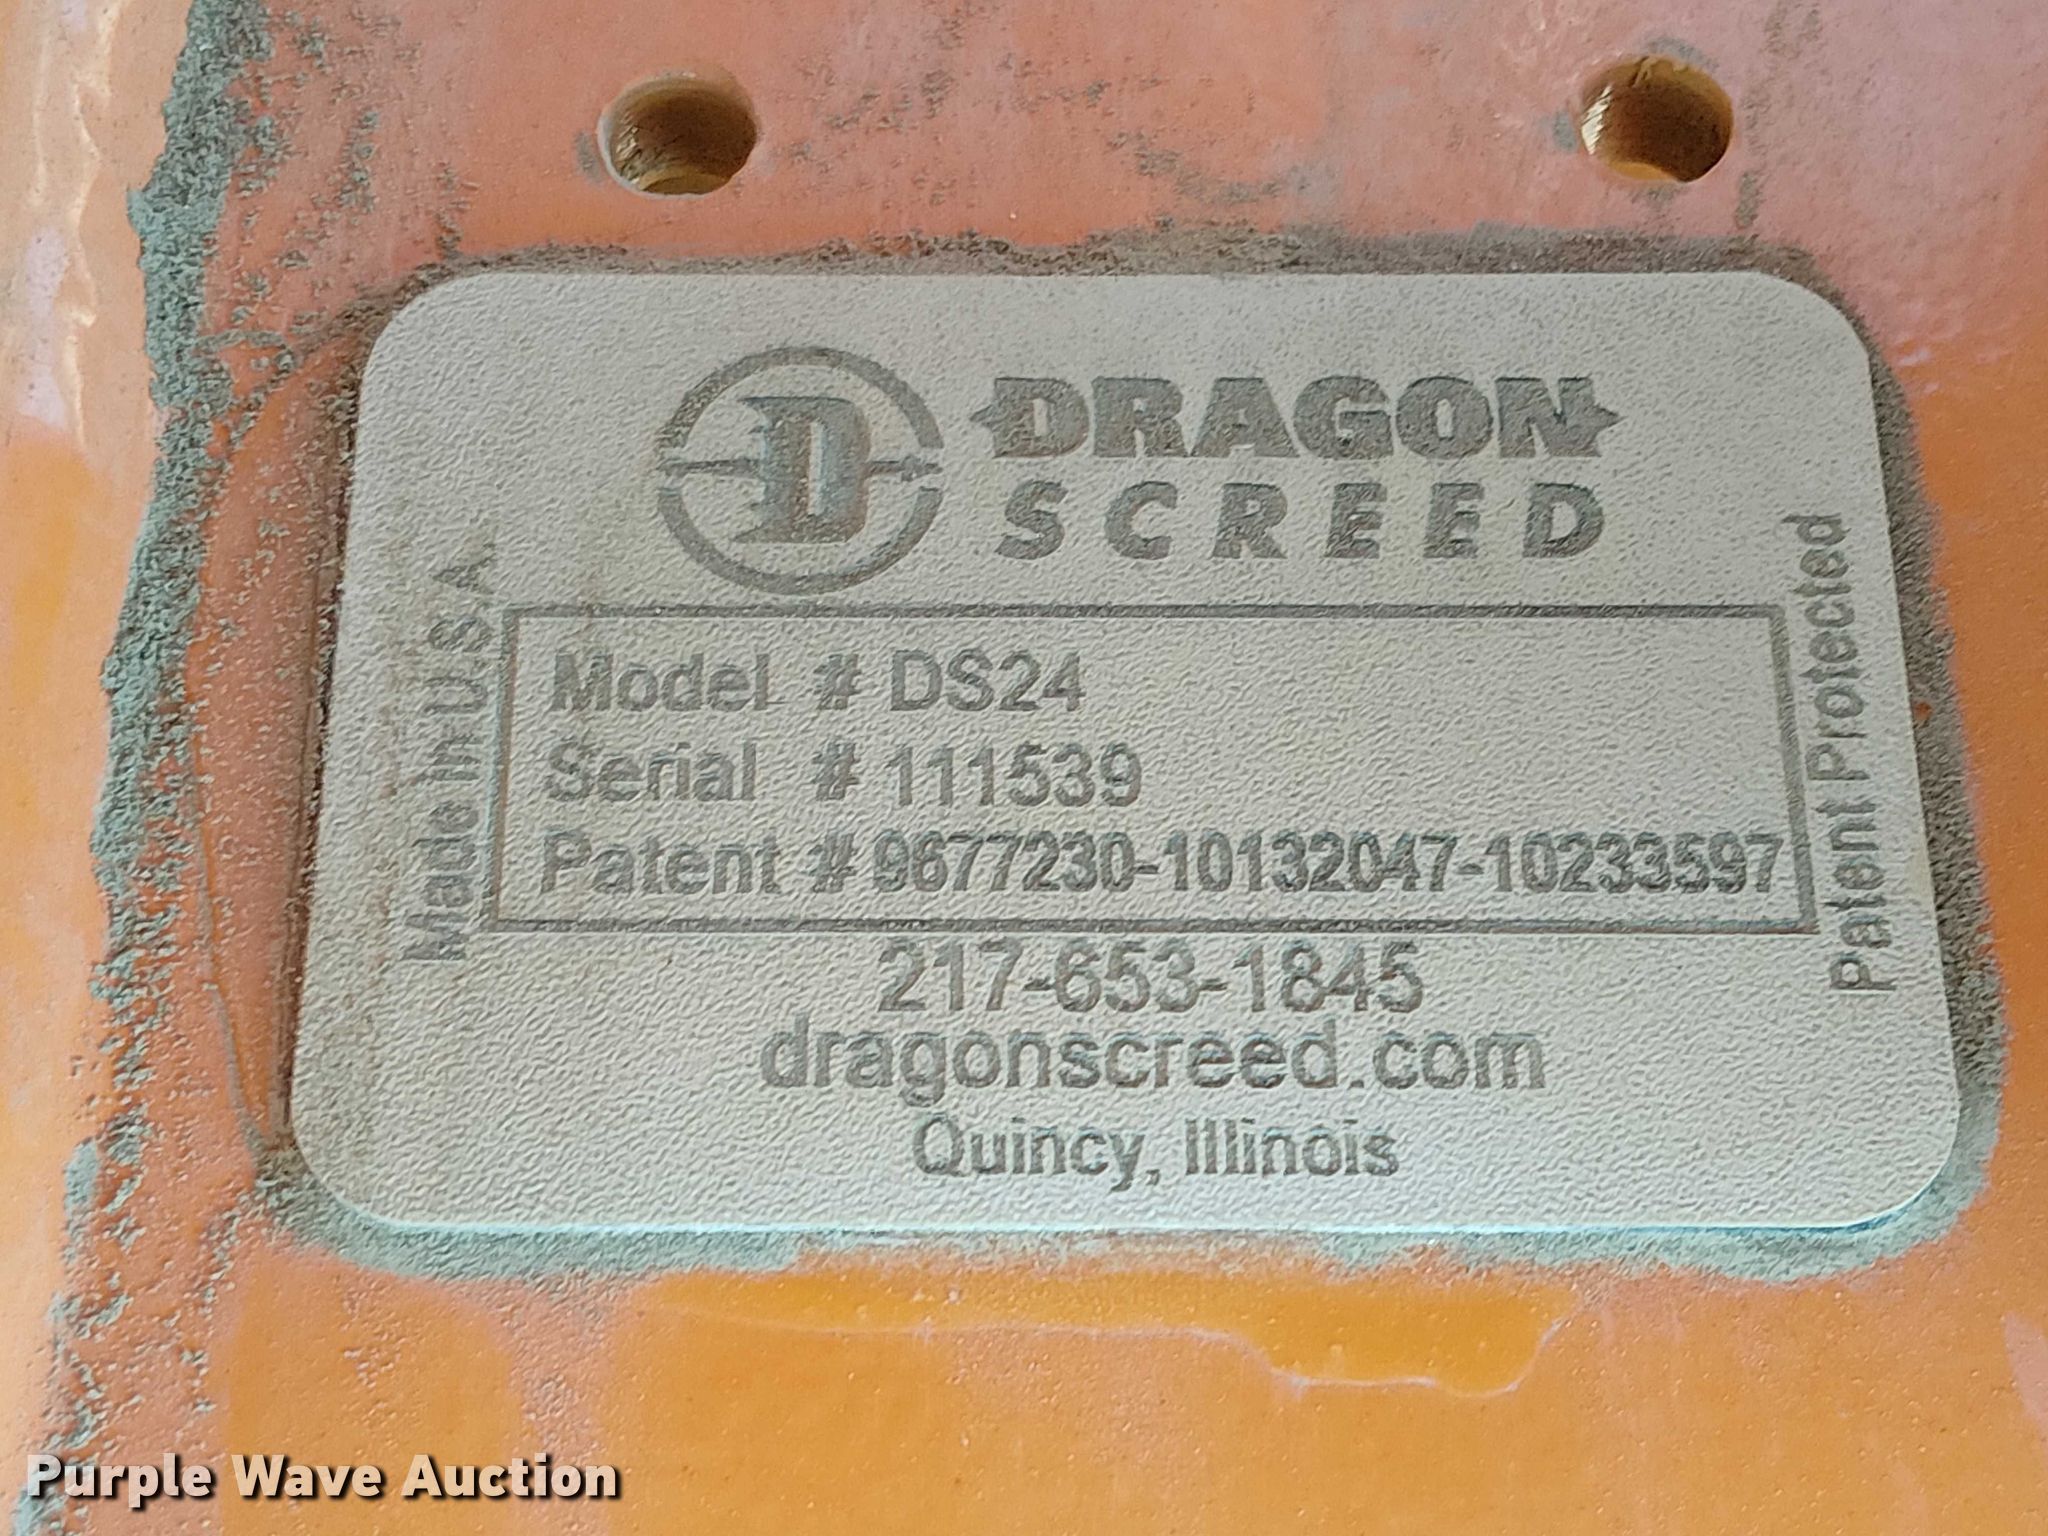 D DRAGON
SCREED
Made In U.S.A
Model # DS24
Serial # 111539
Patent # 9677230-10132047-10233597
Patent Protected
217-653-1845
dragonscreed.com
Quincy, Illinois
Purple Wave Auction